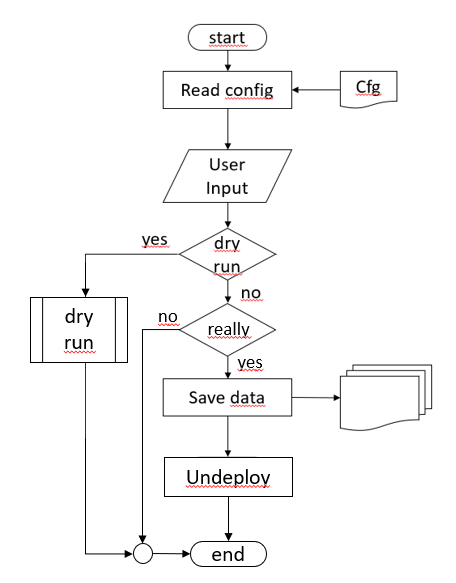 start
Read config
Cfg
User
Input
yes
dry
run
no
dry
run
no
really
yes
Save data
Undeploy
end